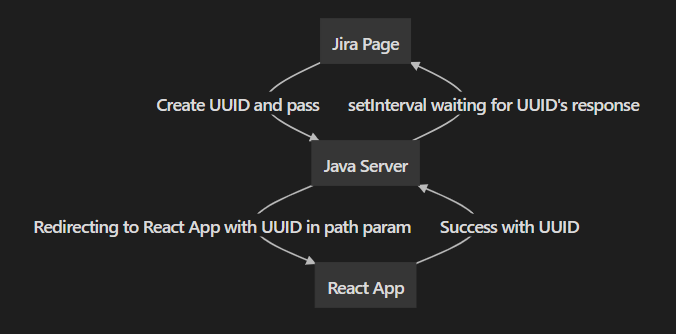 Jira Page
Create UUID and pass
setInterval waiting for UUID's response
Java Server
Redirecting to React App with UUID in path param
Success with UUID
React App